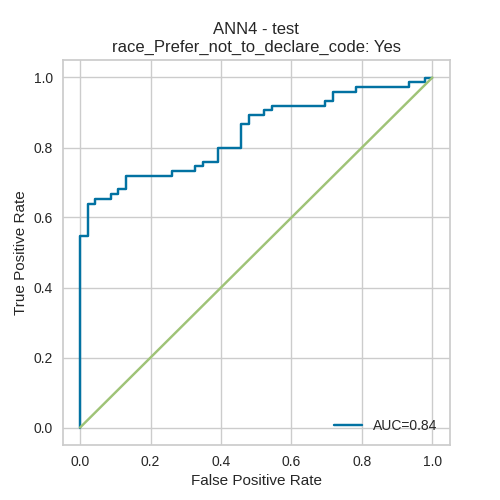 ANN4 - test
race_Prefer_not_to_declare_code: Yes
1.0
0.8
0.6
0.4
0.2
0.0
True Positive Rate
AUC=0.84
0.0 0.2 0.4 0.6 0.8 1.0
False Positive Rate